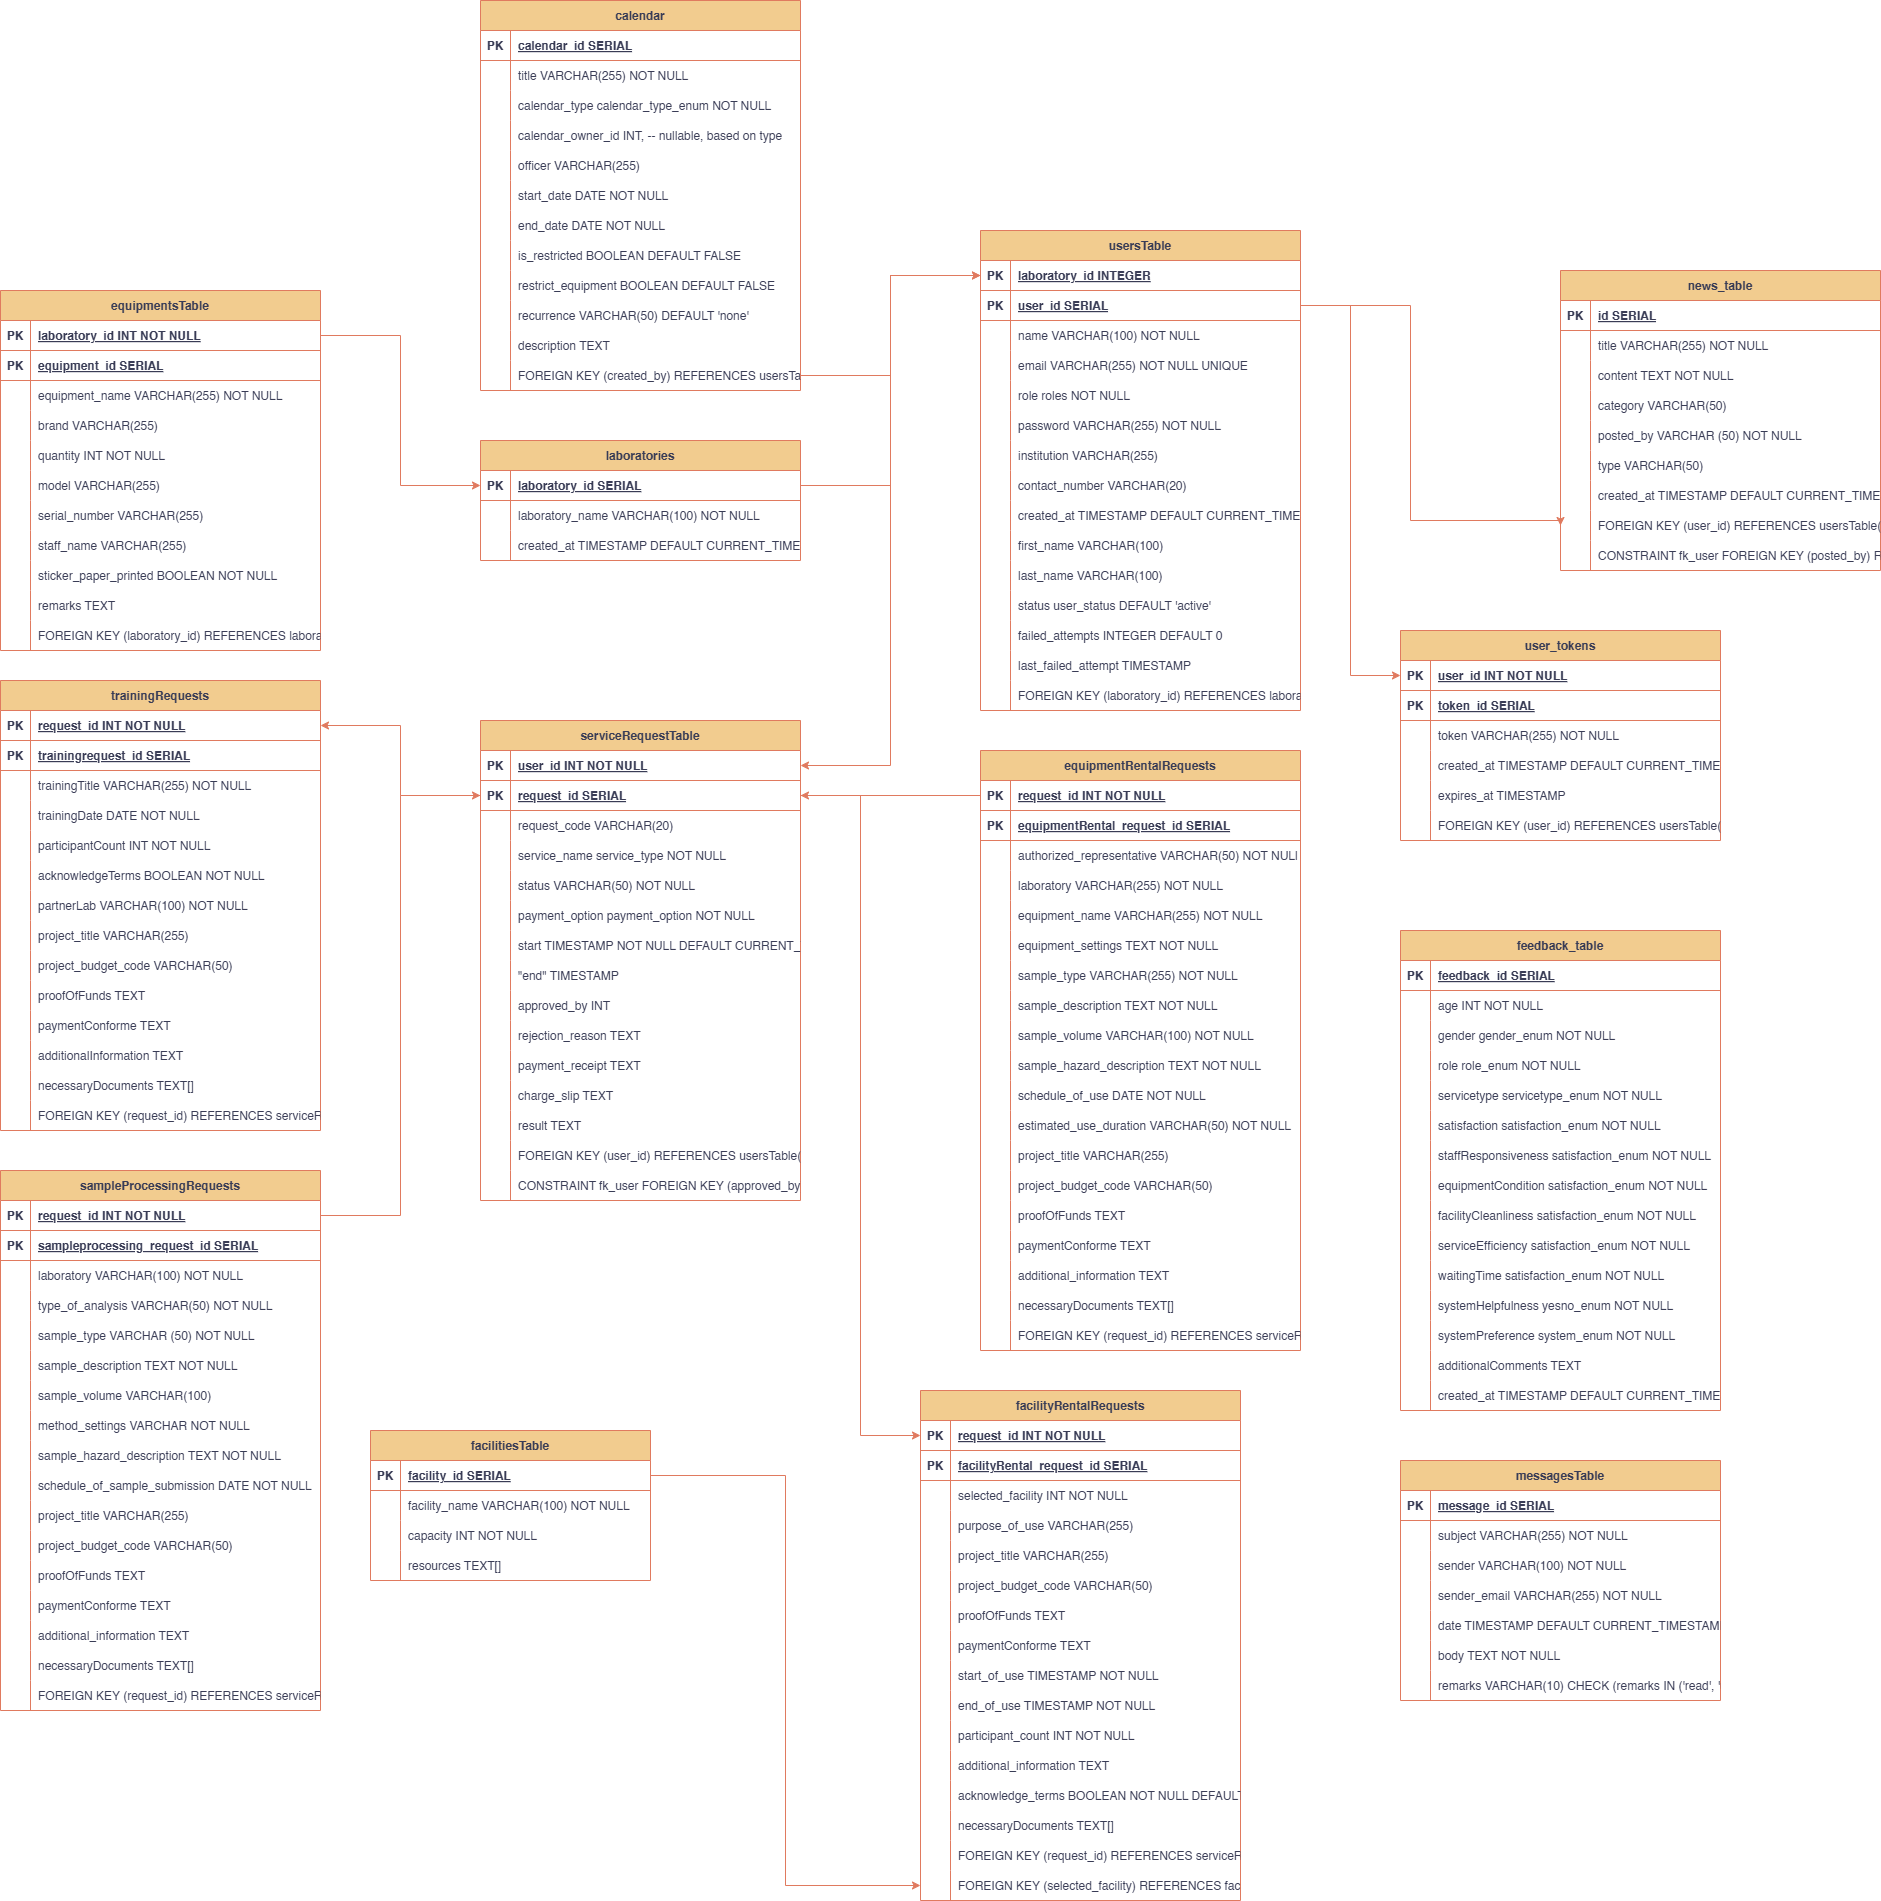 calendar
PK calendar_id SERIAL
title VARCHAR(255) NOT NULL
calendar_type calendar_type_enum NOT NULL
calendar_owner_id INT, -- nullable, based on type
officer VARCHAR(255)
start_date DATE NOT NULL
end_date DATE NOT NULL
is_restricted BOOLEAN DEFAULT FALSE
restrict_equipment BOOLEAN DEFAULT FALSE
recurrence VARCHAR(50) DEFAULT 'none'
description TEXT
FOREIGN KEY (created_by) REFERENCES usersTa
usersTable
PK laboratory_id INTEGER
PK user_id SERIAL
name VARCHAR(100) NOT NULL
email VARCHAR(255) NOT NULL UNIQUE
role roles NOT NULL
password VARCHAR(255) NOT NULL
institution VARCHAR(255)
contact_number VARCHAR(20)
created_at TIMESTAMP DEFAULT CURRENT_TIME
first_name VARCHAR(100)
last_name VARCHAR(100)
status user_status DEFAULT 'active'
failed_attempts INTEGER DEFAULT 0
last_failed_attempt TIMESTAMP
FOREIGN KEY (laboratory_id) REFERENCES labora
news_table
PK id SERIAL
title VARCHAR(255) NOT NULL
content TEXT NOT NULL
category VARCHAR(50)
posted_by VARCHAR (50) NOT NULL
type VARCHAR(50)
created_at TIMESTAMP DEFAULT CURRENT_TIME
FOREIGN KEY (user_id) REFERENCES usersTable(
CONSTRAINT fk_user FOREIGN KEY (posted_by) F
equipmentsTable
PK laboratory_id INT NOT NULL
PK equipment_id SERIAL
equipment_name VARCHAR(255) NOT NULL
brand VARCHAR(255)
quantity INT NOT NULL
model VARCHAR(255)
serial_number VARCHAR(255)
staff_name VARCHAR(255)
sticker_paper_printed BOOLEAN NOT NULL
remarks TEXT
FOREIGN KEY (laboratory_id) REFERENCES labora
laboratories
PK laboratory_id SERIAL
laboratory_name VARCHAR(100) NOT NULL
created_at TIMESTAMP DEFAULT CURRENT_TIME
user_tokens
PK user_id INT NOT NULL
PK token_id SERIAL
token VARCHAR(255) NOT NULL
created_at TIMESTAMP DEFAULT CURRENT_TIME
expires_at TIMESTAMP
FOREIGN KEY (user_id) REFERENCES usersTable(
trainingRequests
PK request_id INT NOT NULL
PK trainingrequest_id SERIAL
trainingTitle VARCHAR(255) NOT NULL
trainingDate DATE NOT NULL
participantCount INT NOT NULL
acknowledgeTerms BOOLEAN NOT NULL
partnerLab VARCHAR(100) NOT NULL
project_title VARCHAR(255)
project_budget_code VARCHAR(50)
proofOfFunds TEXT
paymentConforme TEXT
additionalInformation TEXT
necessaryDocuments TEXT[]
FOREIGN KEY (request_id) REFERENCES serviceF
serviceRequestTable
PK user_id INT NOT NULL
PK request_id SERIAL
request_code VARCHAR(20)
service_name service_type NOT NULL
status VARCHAR(50) NOT NULL
payment_option payment_option NOT NULL
start TIMESTAMP NOT NULL DEFAULT CURRENT_
"end" TIMESTAMP
approved_by INT
rejection_reason TEXT
payment_receipt TEXT
charge_slip TEXT
result TEXT
FOREIGN KEY (user_id) REFERENCES usersTable(
CONSTRAINT fk_user FOREIGN KEY (approved_by
equipmentRentalRequests
PK request_id INT NOT NULL
PK equipmentRental_request_id SERIAL
authorized_representative VARCHAR(50) NOT NULI
laboratory VARCHAR(255) NOT NULL
equipment_name VARCHAR(255) NOT NULL
equipment_settings TEXT NOT NULL
sample_type VARCHAR(255) NOT NULL
sample_description TEXT NOT NULL
sample_volume VARCHAR(100) NOT NULL
sample_hazard_description TEXT NOT NULL
schedule_of_use DATE NOT NULL
estimated_use_duration VARCHAR(50) NOT NULL
project_title VARCHAR(255)
project_budget_code VARCHAR(50)
proofOfFunds TEXT
paymentConforme TEXT
additional_information TEXT
necessaryDocuments TEXT[]
FOREIGN KEY (request_id) REFERENCES serviceF
feedback_table
PK feedback_id SERIAL
age INT NOT NULL
gender gender_enum NOT NULL
role role_enum NOT NULL
servicetype servicetype_enum NOT NULL
satisfaction satisfaction_enum NOT NULL
staffResponsiveness satisfaction_enum NOT NULL
equipmentCondition satisfaction_enum NOT NULL
facilityCleanliness satisfaction_enum NOT NULL
serviceEfficiency satisfaction_enum NOT NULL
waitingTime satisfaction_enum NOT NULL
systemHelpfulness yesno_enum NOT NULL
systemPreference system_enum NOT NULL
additionalComments TEXT
created_at TIMESTAMP DEFAULT CURRENT_TIME
sampleProcessingRequests
PK request_id INT NOT NULL
PK sampleprocessing_request_id SERIAL
laboratory VARCHAR(100) NOT NULL
type_of_analysis VARCHAR(50) NOT NULL
sample_type VARCHAR (50) NOT NULL
sample_description TEXT NOT NULL
sample_volume VARCHAR(100)
method_settings VARCHAR NOT NULL
sample_hazard_description TEXT NOT NULL
schedule_of_sample_submission DATE NOT NULL
project_title VARCHAR(255)
project_budget_code VARCHAR(50)
proofOfFunds TEXT
paymentConforme TEXT
additional_information TEXT
necessaryDocuments TEXT[]
FOREIGN KEY (request_id) REFERENCES serviceF
facilitiesTable
PK facility_id SERIAL
facility_name VARCHAR(100) NOT NULL
capacity INT NOT NULL
resources TEXT[]
facilityRentalRequests
PK request_id INT NOT NULL
PK facilityRental_request_id SERIAL
selected_facility INT NOT NULL
purpose_of_use VARCHAR(255)
project_title VARCHAR(255)
project_budget_code VARCHAR(50)
proofOfFunds TEXT
paymentConforme TEXT
start_of_use TIMESTAMP NOT NULL
end_of_use TIMESTAMP NOT NULL
participant_count INT NOT NULL
additional_information TEXT
acknowledge_terms BOOLEAN NOT NULL DEFAULT
necessaryDocuments TEXT[]
FOREIGN KEY (request_id) REFERENCES serviceF
FOREIGN KEY (selected_facility) REFERENCES fac
messagesTable
PK message_id SERIAL
subject VARCHAR(255) NOT NULL
sender VARCHAR(100) NOT NULL
sender_email VARCHAR(255) NOT NULL
date TIMESTAMP DEFAULT CURRENT_TIMESTAM
body TEXT NOT NULL
remarks VARCHAR(10) CHECK (remarks IN ('read', '